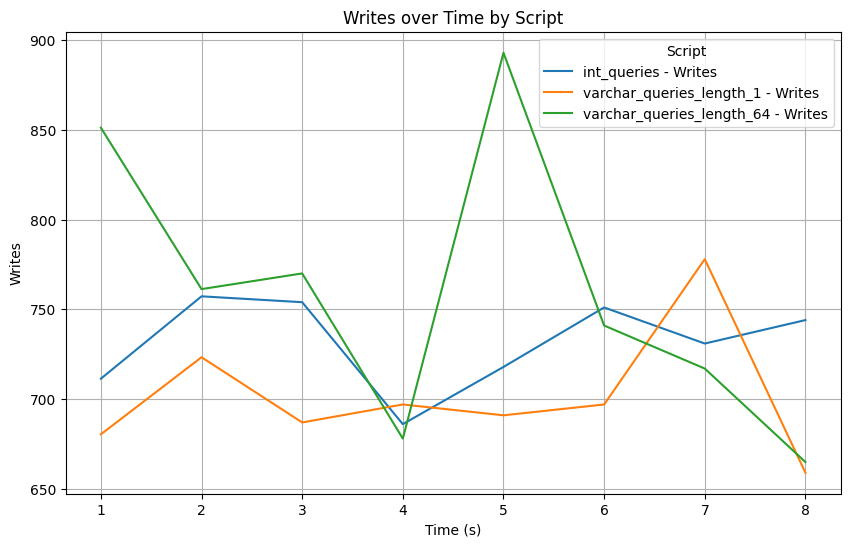 Writes over Time by Script
900
850
800
750
700
650
Writes
Script
int_queries - Writes
varchar_queries_length_1 - Writes
varchar_queries_length_64 - Writes
1 2 3 4 5 6 7 8
Time (s)